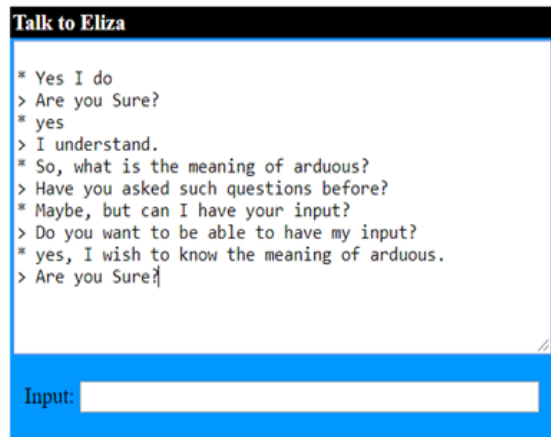 Talk to Eliza
* Yes I do
> Are you Sure?
* yes
> I understand.
* So, what is the meaning of arduous?
> Have you asked such questions before?
* Maybe, but can I have your input?
> Do you want to be able to have my input?
* yes, I wish to know the meaning of arduous.
> Are you Sure?
Input: